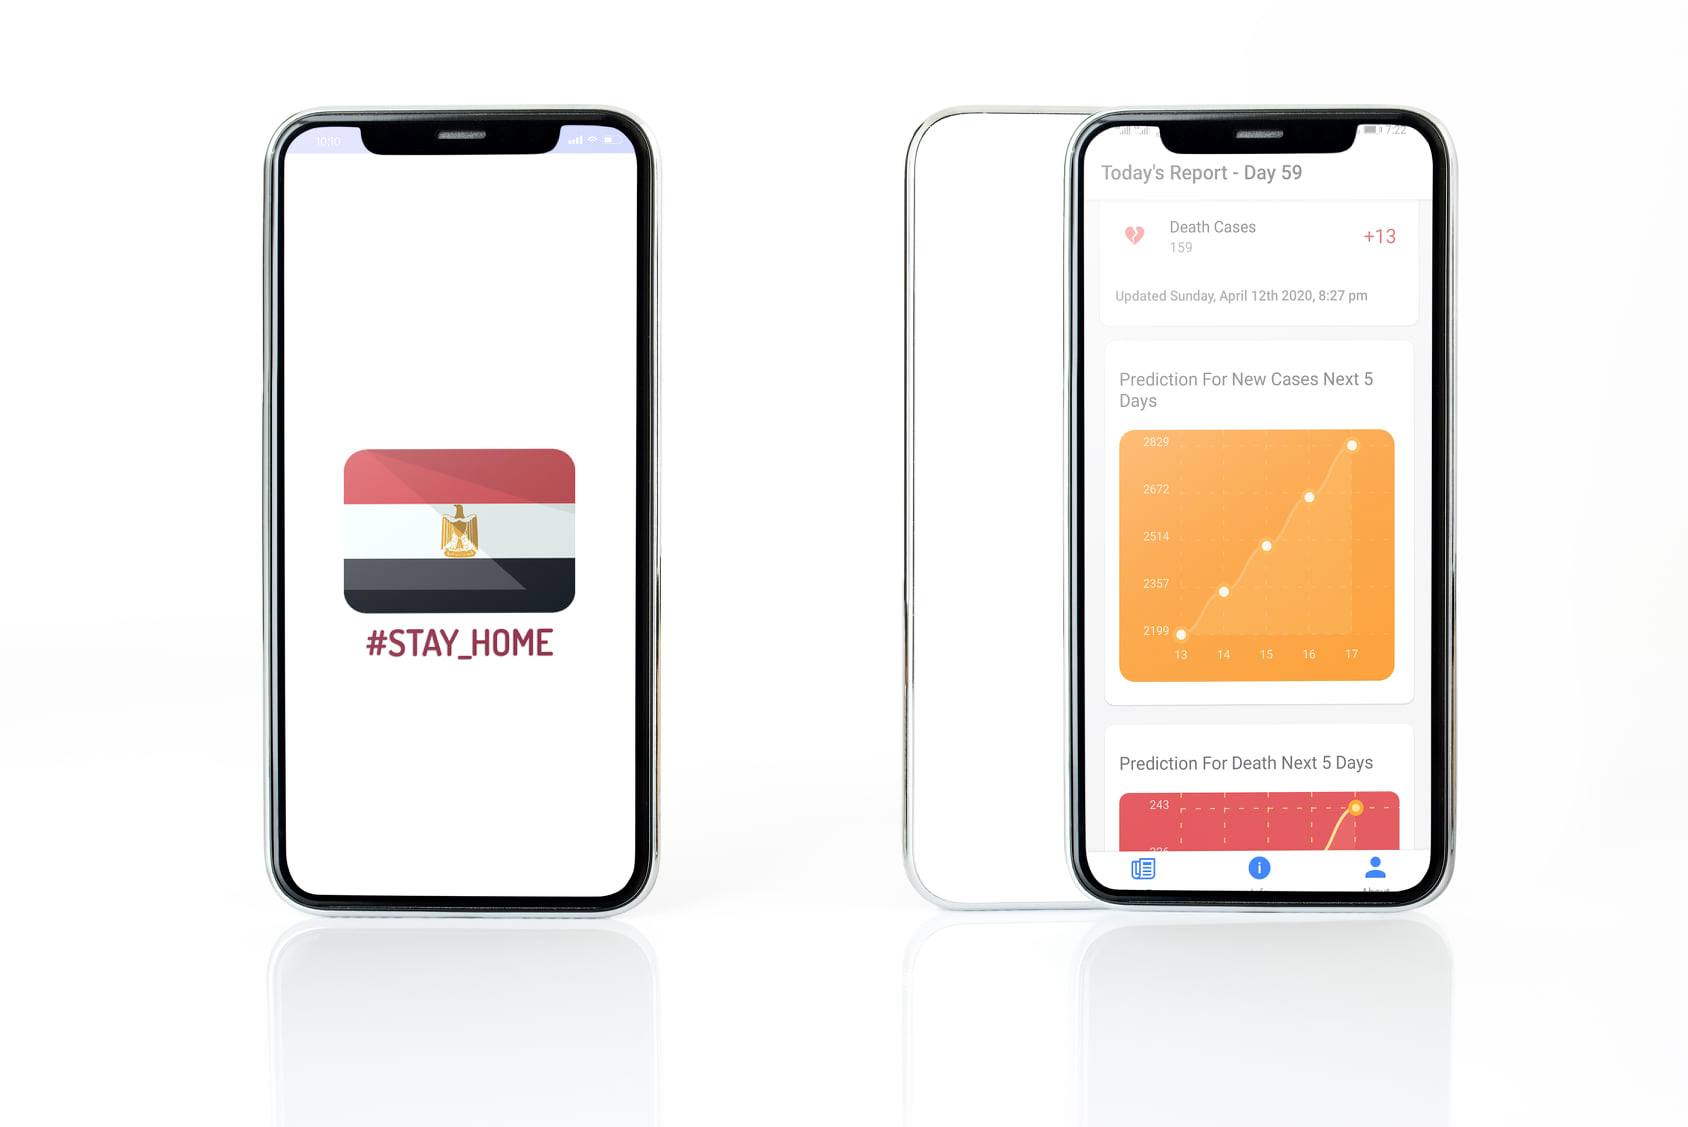 10:10
#STAY_HOME
7:22
Today's Report - Day 59
Death Cases
159
+13
Updated Sunday, April 12th 2020, 8:27 pm
Prediction For New Cases Next 5
Days
2829
2672
2514
2357
2199
13 14 15 16 17
Prediction For Death Next 5 Days
243